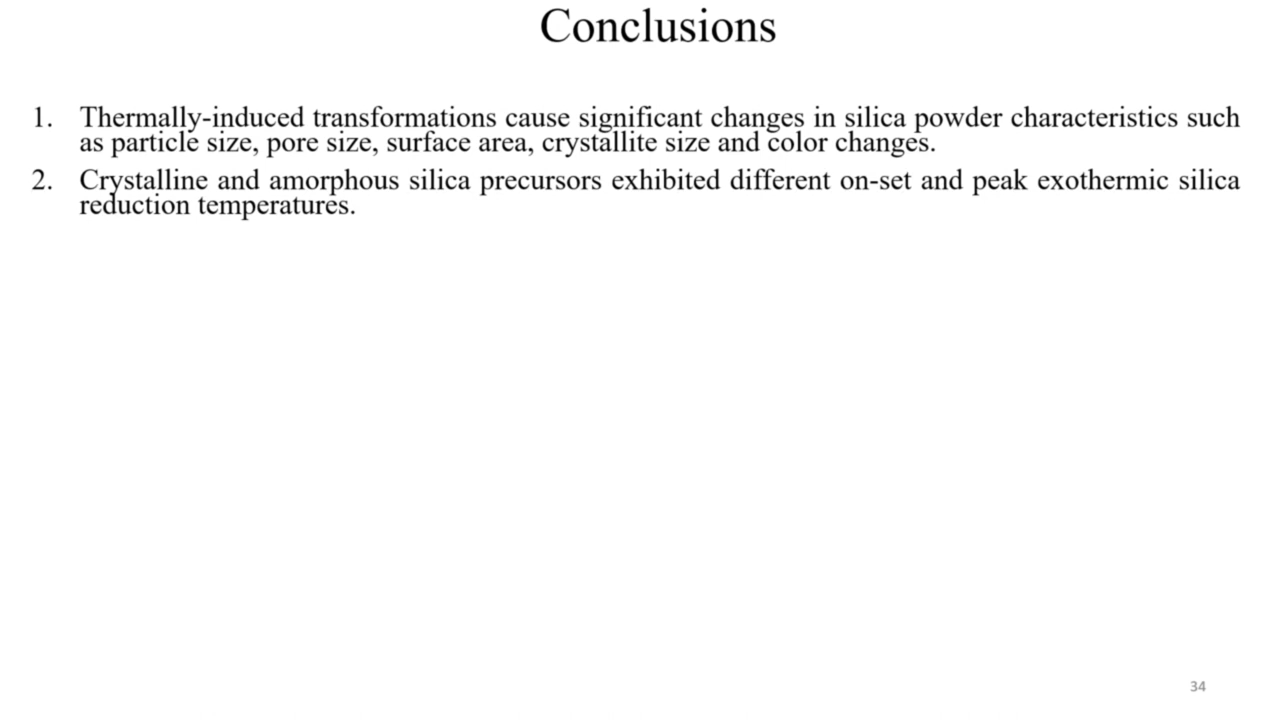 Conclusions
1. Thermally-induced transformations cause significant changes in silica powder characteristics such
as particle size, pore size, surface area, crystallite size and color changes.
2. Crystalline and amorphous silica precursors exhibited different on-set and peak exothermic silica
reduction temperatures.
34